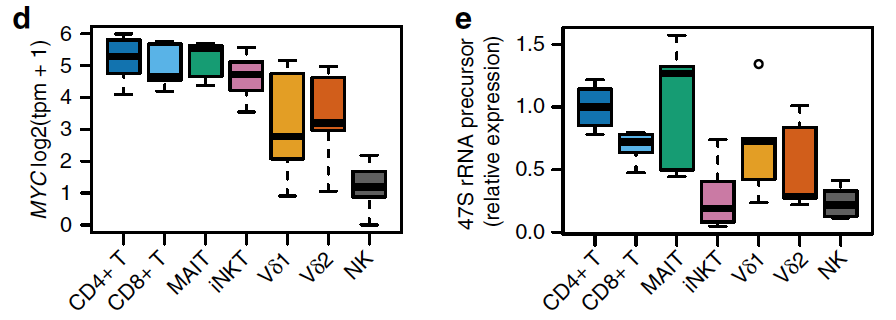 d
MYC log2(tpm + 1)
6
5
4
3
2
1
0
CD4+ T
CD8+ T
MAIT
iNKT
Vδ1
Vδ2
NK
e
47S rRNA precursor
(relative expression)
1.5
1.0
0.5
0.0
CD4+ T
CD8+ T
MAIT
iNKT
Vδ1
Vδ2
NK